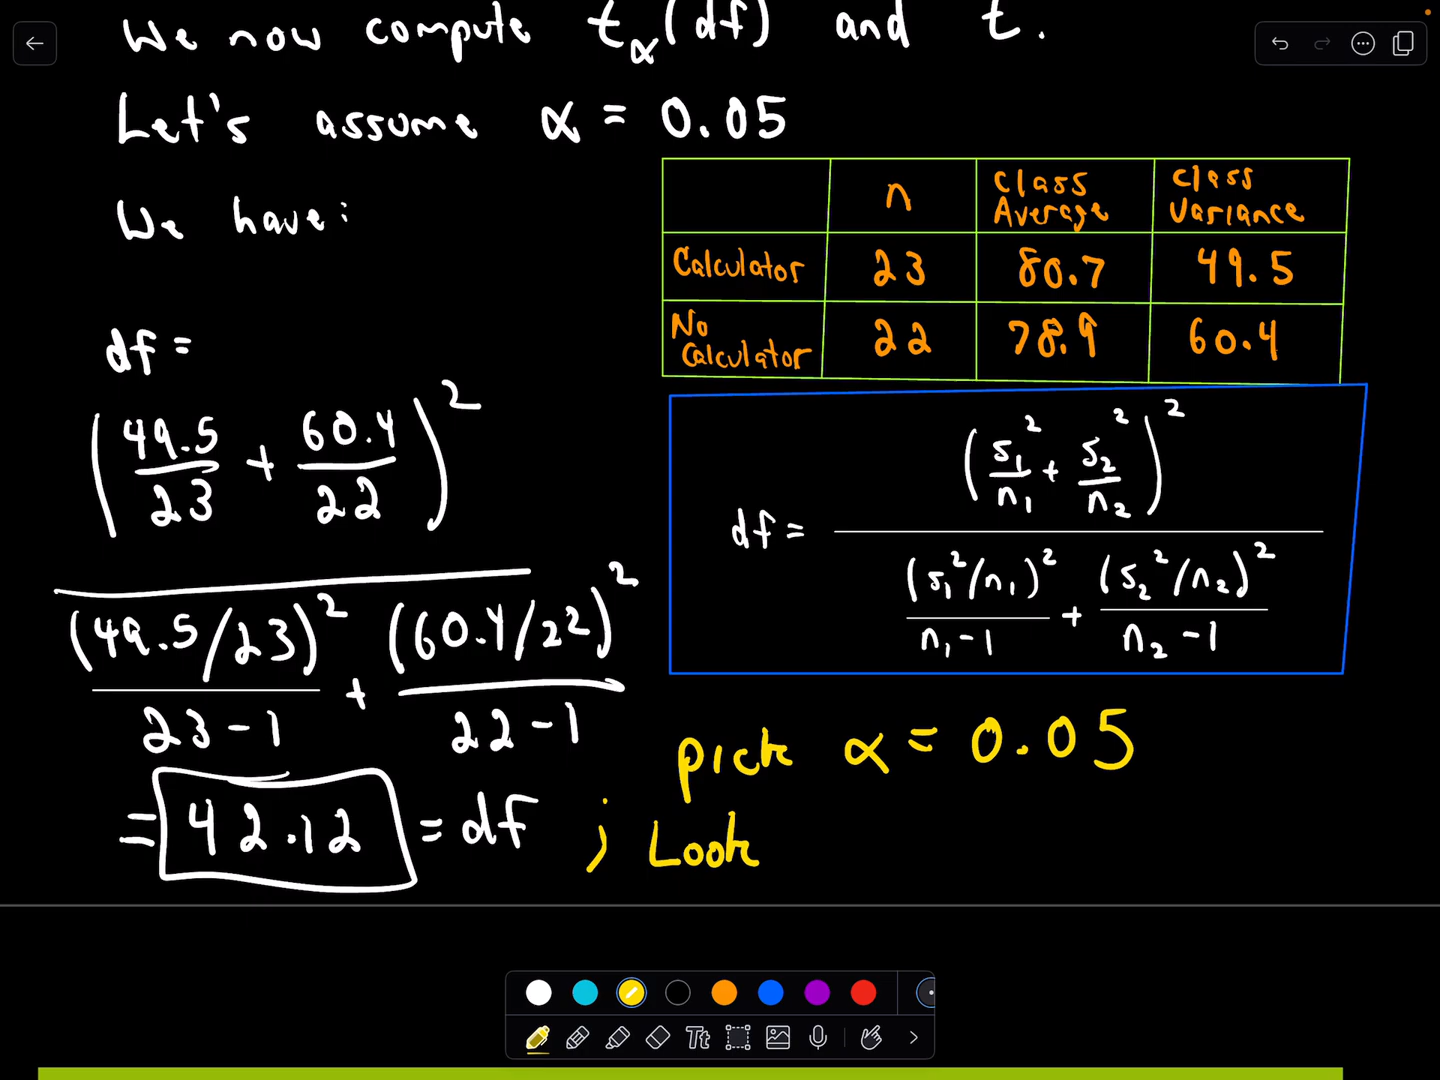 We now compute tα(df) and t.
Let's assume α = 0.05
We have:
n
Class Average
Class Variance
Calculator 23 80.7 49.5
No Calculator 22 78.9 60.4
df =
(49.5/23 + 60.4/22)²
(49.5/23)² + (60.4/22)²
23-1 22-1
= 42.12 = df ; Look
df = (s₁²/n₁ + s₂²/n₂)²
(s₁²/n₁)² + (s₂²/n₂)²
n₁-1 n₂-1
pick α = 0.05
Tt